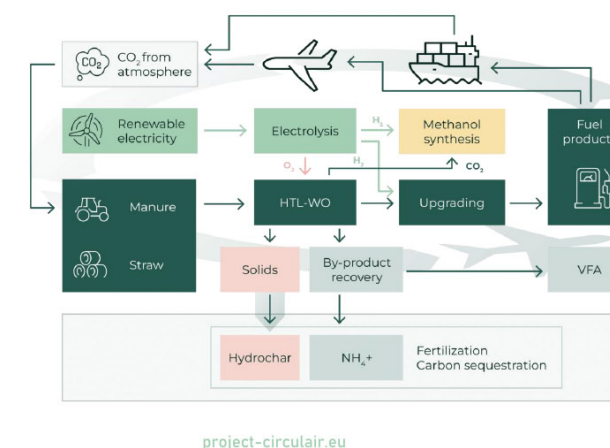 CO₂
CO₂ from
atmosphere
Renewable
electricity
Electrolysis
H₂
Methanol
synthesis
Fuel
product
O₂
H₂
CO₂
Manure
Straw
HTL-WO
Upgrading
Solids
By-product
recovery
VFA
Hydrochar
NH₄+
Fertilization
Carbon sequestration
project-circulair.eu